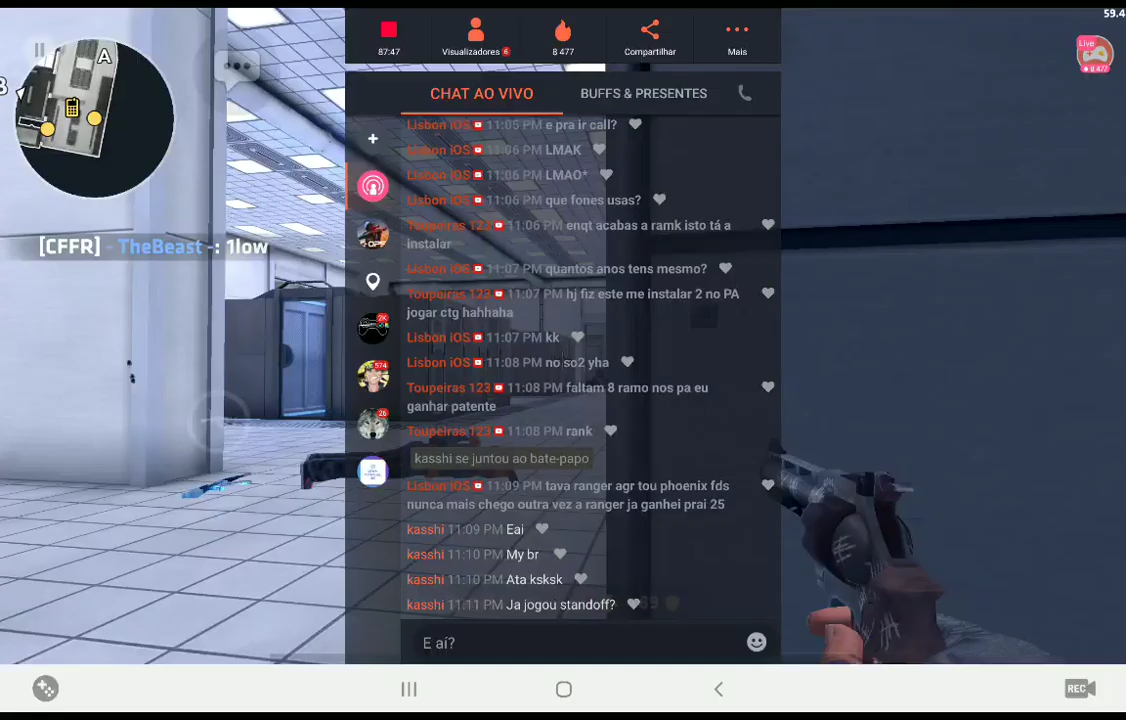 59.4
87:47
Visualizadores 6
8 477
Compartilhar
Mais
Live
8.477
A
B
CHAT AO VIVO
BUFFS & PRESENTES
Lisbon iOS 11:05 PM e pra ir call?
Lisbon iOS 11:06 PM LMAK
Lisbon iOS 11:06 PM LMAO*
Lisbon iOS 11:06 PM que fones usas?
Toupeiras 123 11:06 PM enqt acabas a ramk isto tá a
instalar
[CFFR] - TheBeast -: 1low
Lisbon iOS 11:07 PM quantos anos tens mesmo?
Toupeiras 123 11:07 PM hj fiz este me instalar 2 no PA
jogar ctg hahhaha
2K
Lisbon iOS 11:07 PM kk
Lisbon iOS 11:08 PM no so2 yha
574
Toupeiras 123 11:08 PM faltam 8 ramo nos pa eu
ganhar patente
26
Toupeiras 123 11:08 PM rank
kasshi se juntou ao bate-papo
Lisbon iOS 11:09 PM tava ranger agr tou phoenix fds
nunca mais chego outra vez a ranger ja ganhei prai 25
kasshi 11:09 PM Eai
kasshi 11:10 PM My br
kasshi 11:10 PM Ata ksksk
kasshi 11:11 PM Ja jogou standoff?
E aí?
REC